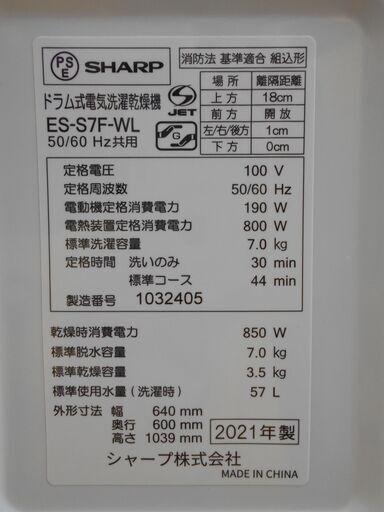 PS
E
SHARP
ドラム式電気洗濯乾燥機
ES-S7F-WL
50/60 Hz共用
S
JET
G
消防法 基準適合 組込形
場所 離隔距離
上方 18cm
前方 開放
左/右/後方 1cm
下方 0cm
定格電圧 100 V
定格周波数 50/60 Hz
電動機定格消費電力 190 W
電熱装置定格消費電力 800 W
標準洗濯容量 7.0 kg
定格時間 洗いのみ 30 min
標準コース 44 min
製造番号 1032405
乾燥時消費電力 850 W
標準脱水容量 7.0 kg
標準乾燥容量 3.5 kg
標準使用水量(洗濯時) 57 L
外形寸法 幅 640 mm
奥行 600 mm
高さ 1039 mm
2021年製
シャープ株式会社
MADE IN CHINA